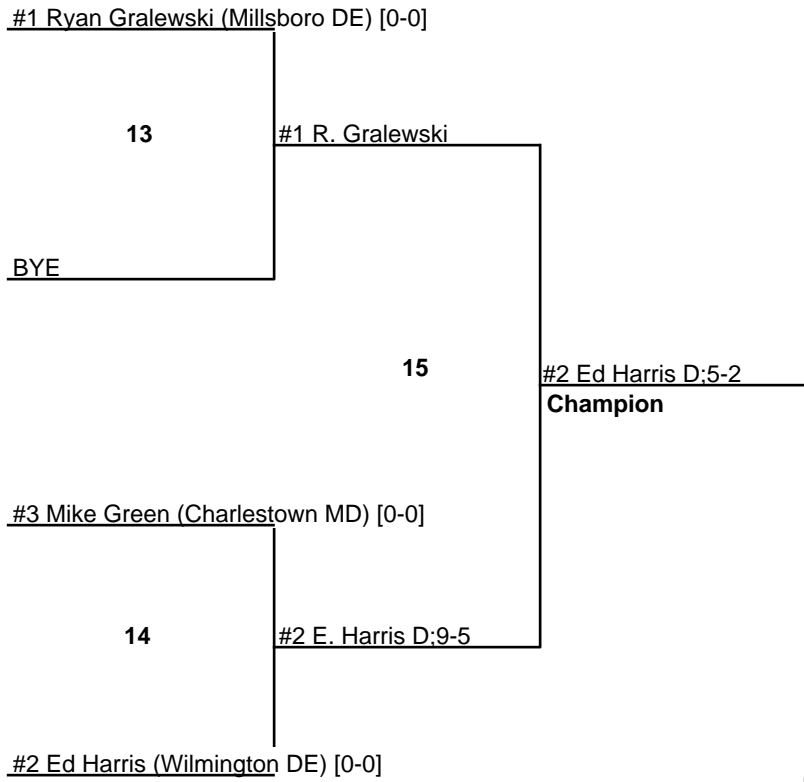 #1 Ryan Gralewski (Millsboro DE) [0-0]
13
#1 R. Gralewski
BYE
15
#2 Ed Harris D;5-2
Champion
#3 Mike Green (Charlestown MD) [0-0]
14
#2 E. Harris D;9-5
#2 Ed Harris (Wilmington DE) [0-0]